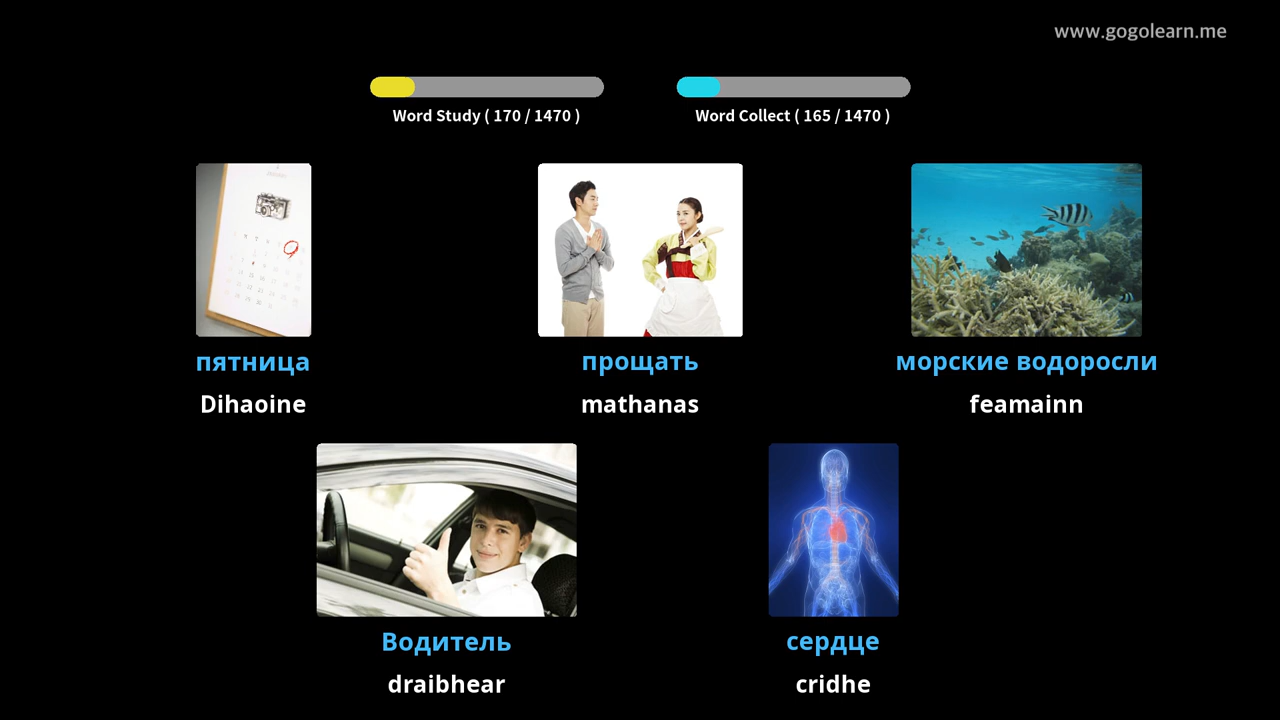 www.gogolearn.me
Word Study ( 170 / 1470 )
Word Collect ( 165 / 1470 )
пятница
прощать
морские водоросли
Dihaoine
mathanas
feamainn
Водитель
сердце
draibhear
cridhe